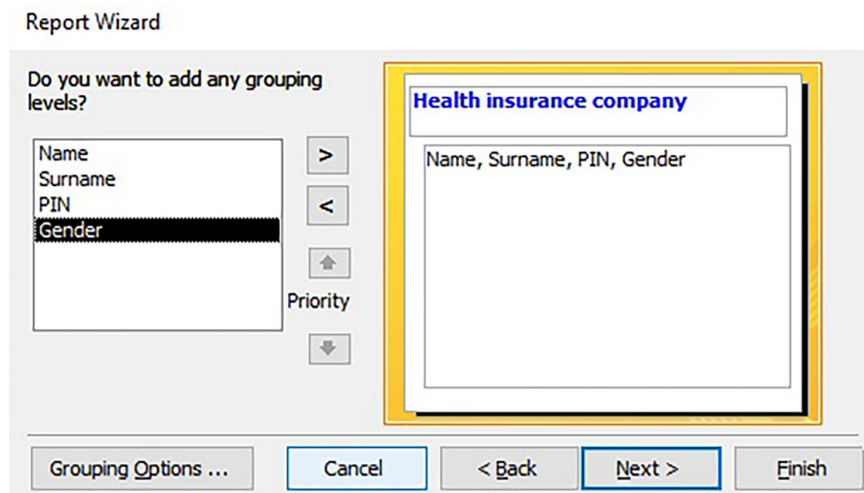 Report Wizard
Do you want to add any grouping
levels?
Name
Surname
PIN
Gender
>
<
Priority
Health insurance company
Name, Surname, PIN, Gender
Grouping Options ...
Cancel
< Back
Next >
Finish